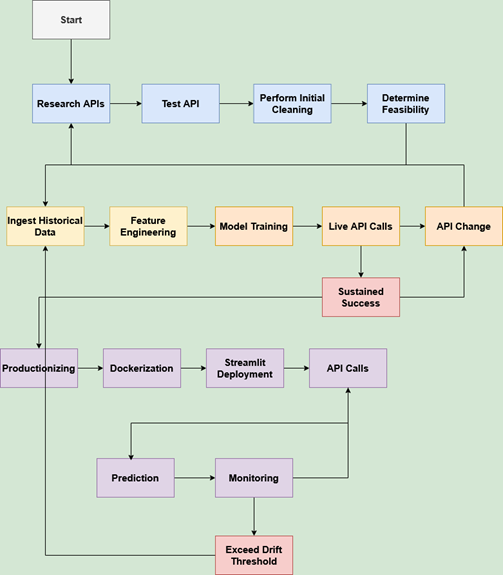 Start
Research APIs
Test API
Perform Initial
Cleaning
Determine
Feasibility
Ingest Historical
Data
Feature
Engineering
Model Training
Live API Calls
API Change
Sustained
Success
Productionizing
Dockerization
Streamlit
Deployment
API Calls
Prediction
Monitoring
Exceed Drift
Threshold